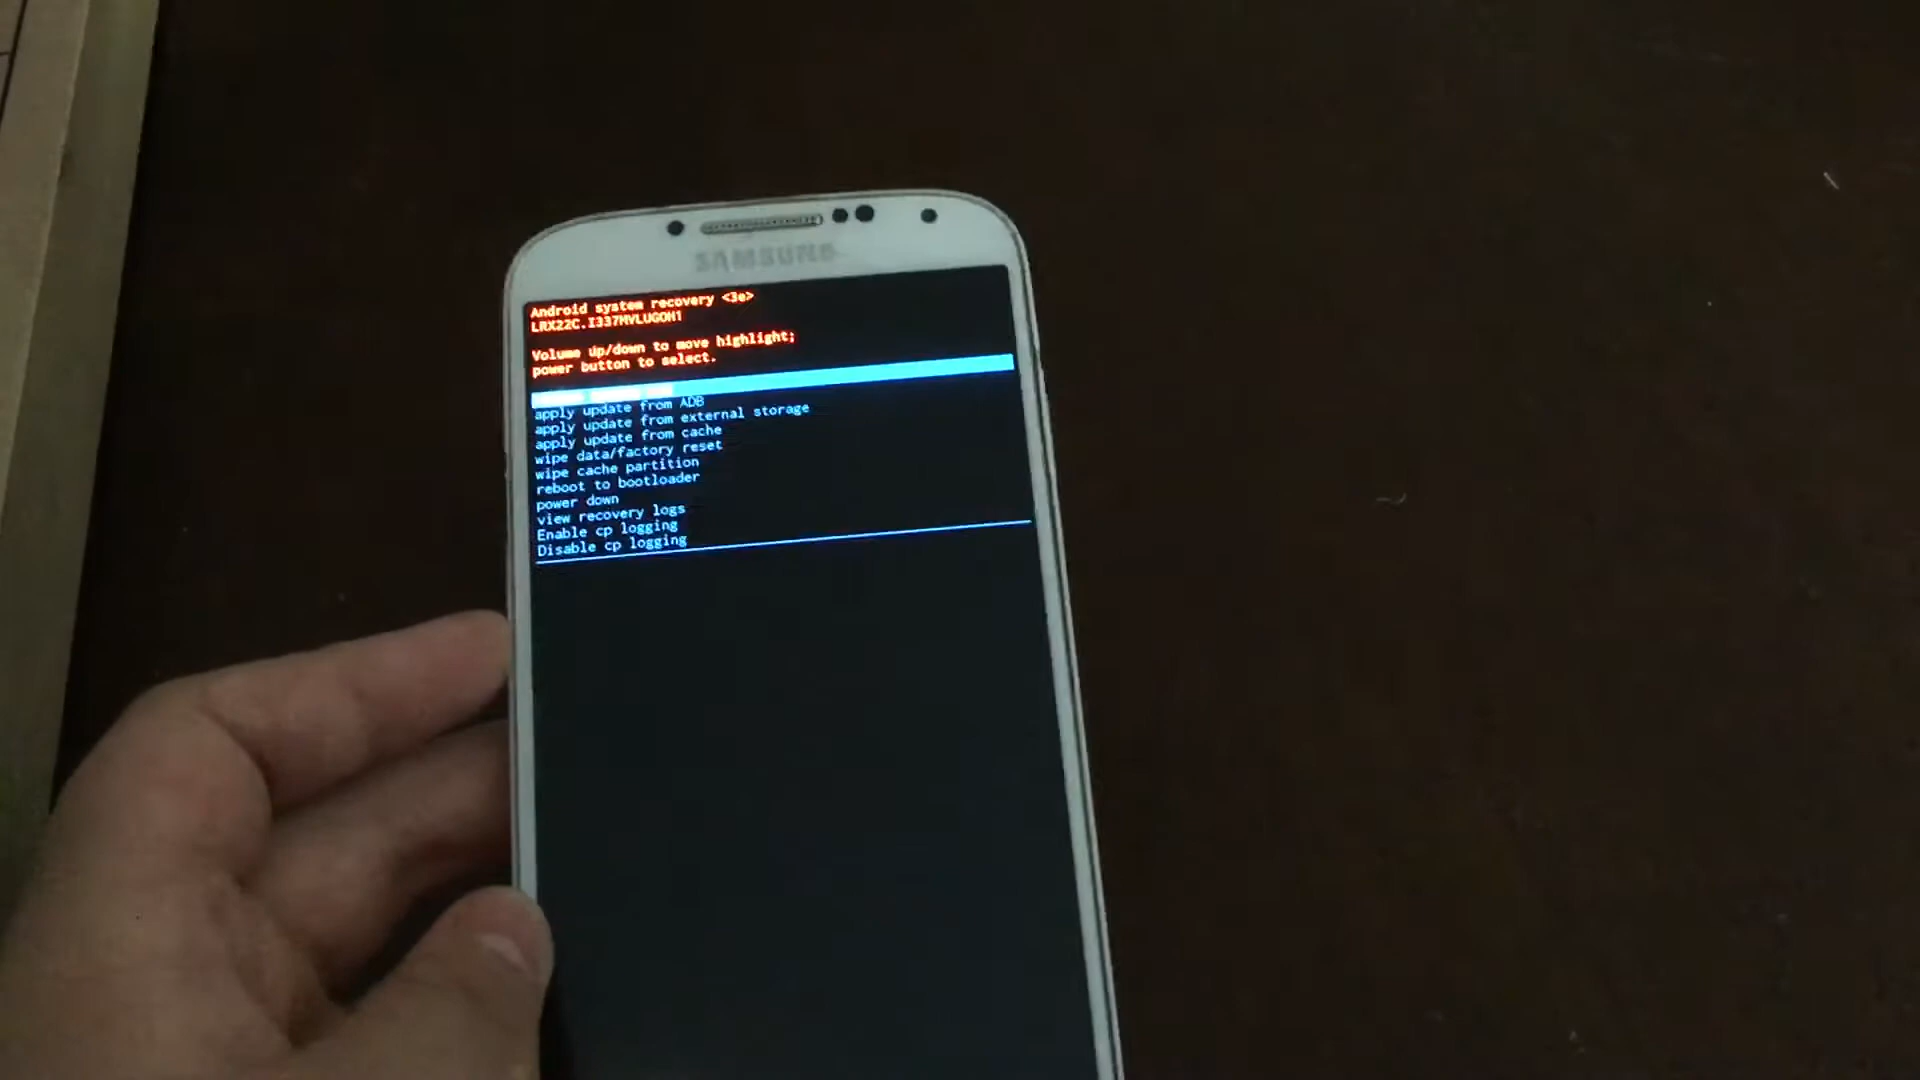 SAMSUNG
Android system recovery <3e>
LRX22C.I337MVLUGOH1
Volume up/down to move highlight;
power button to select.
apply update from ADB
apply update from external storage
apply update from cache
wipe data/factory reset
wipe cache partition
reboot to bootloader
power down
view recovery logs
Enable cp logging
Disable cp logging